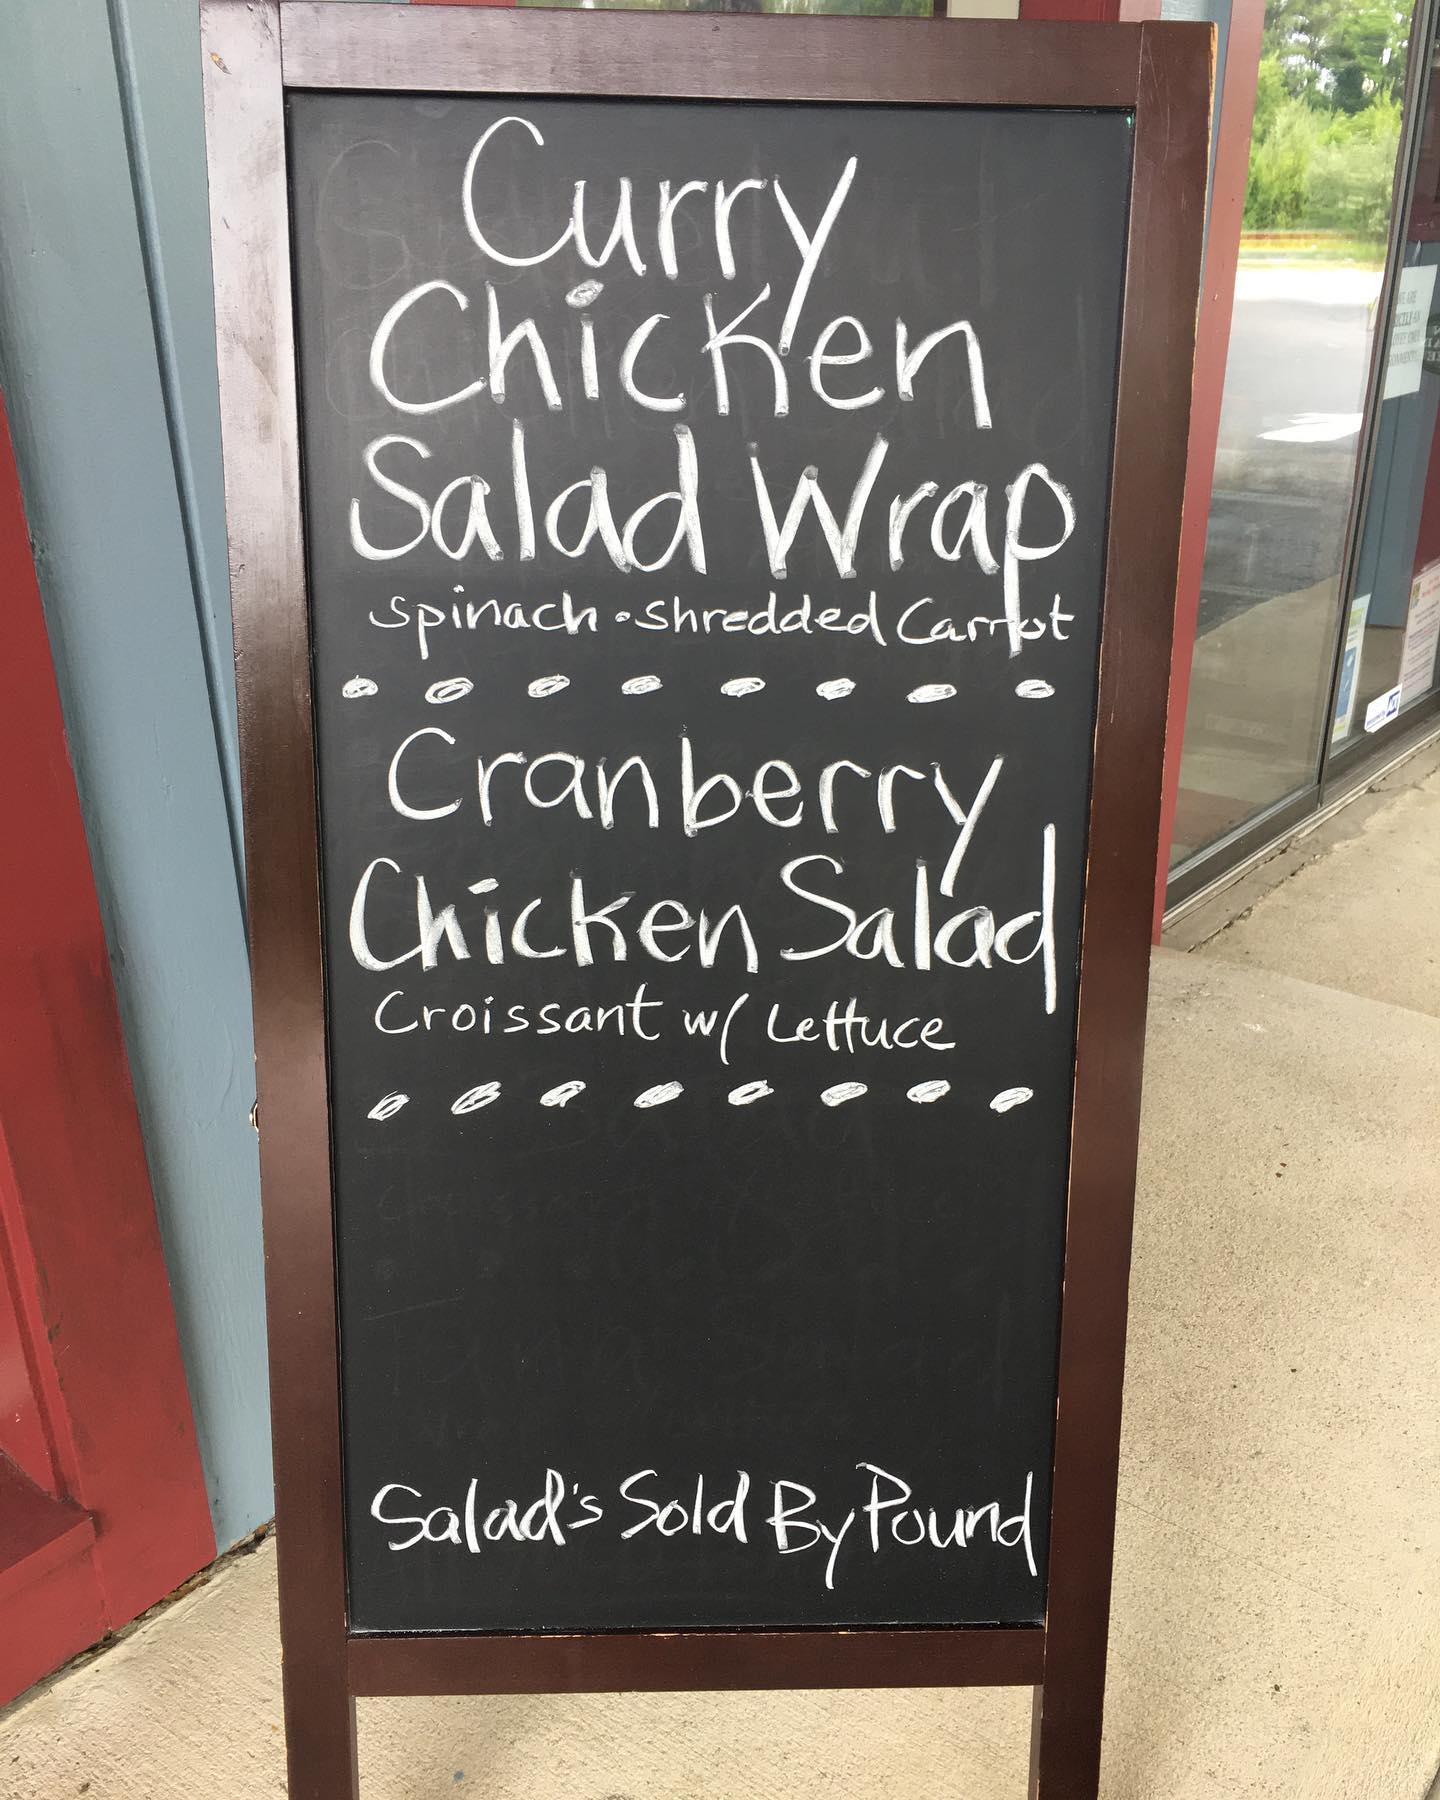 Curry
Chicken
Salad Wrap
Spinach • Shredded Carrot
Cranberry
Chicken Salad
Croissant w/ Lettuce
Salad's Sold By Pound